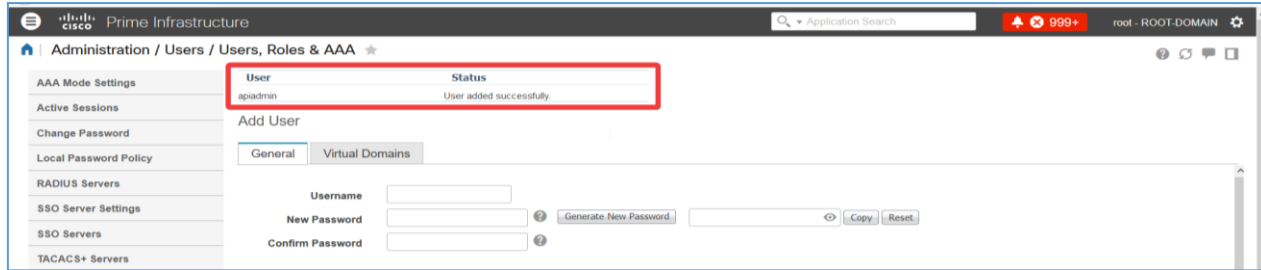 cisco Prime Infrastructure
Application Search
999+
root - ROOT-DOMAIN
Administration / Users / Users, Roles & AAA
AAA Mode Settings
Active Sessions
Change Password
Local Password Policy
RADIUS Servers
SSO Server Settings
SSO Servers
TACACS+ Servers
User Status
apiadmin User added successfully.
Add User
General Virtual Domains
Username
New Password ? Generate New Password Copy Reset
Confirm Password ?